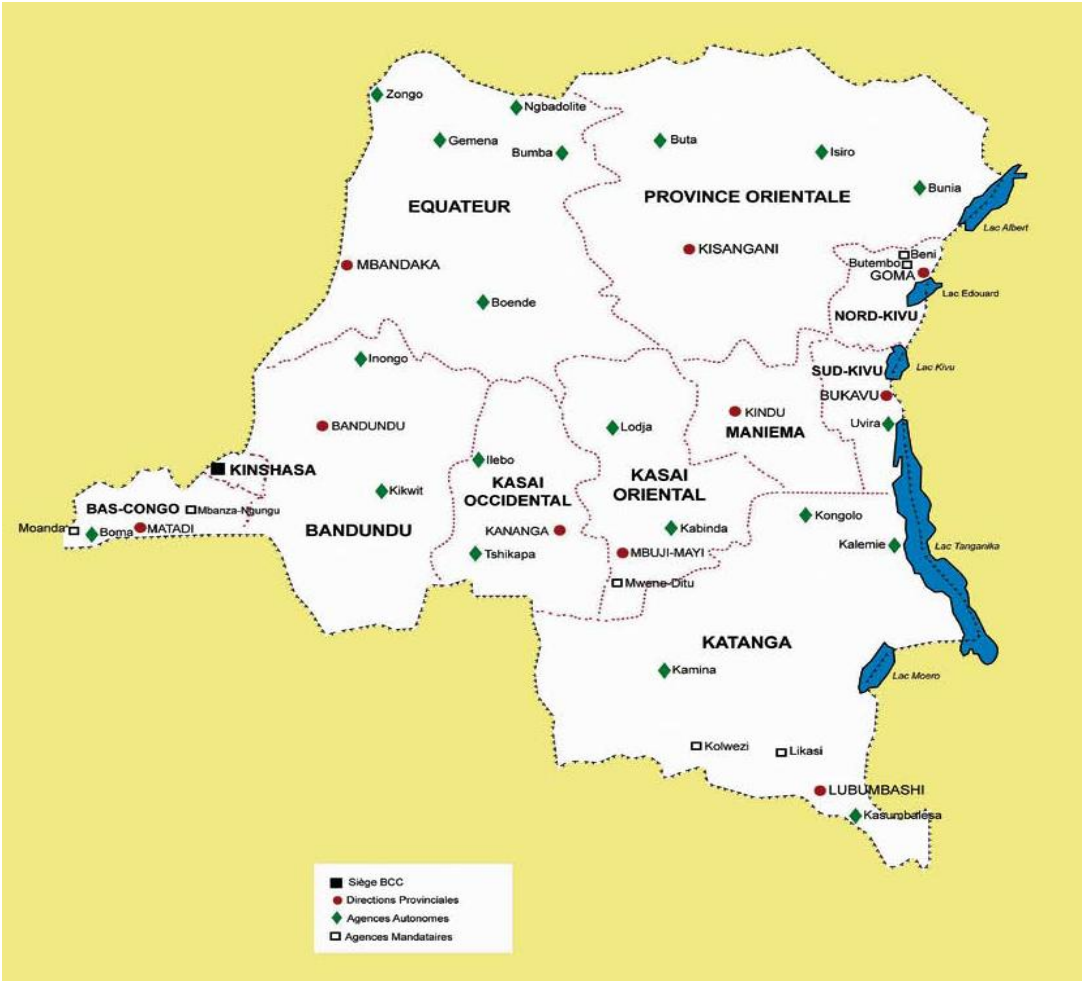 Zongo
Ngbadolite
Gemena
Bumba
Buta
Isiro
Bunia
EQUATEUR
PROVINCE ORIENTALE
Lac Albert
MBANDAKA
KISANGANI
Beni
Butembo
GOMA
Lac Edouard
Boende
NORD-KIVU
Inongo
SUD-KIVU
Lac Kivu
BUKAVU
BANDUNDU
KINDU
MANIEMA
Lodja
Uvira
KINSHASA
Ilebo
KASAI
OCCIDENTAL
KASAI
ORIENTAL
Kikwit
BAS-CONGO
Mbanza-Ngungu
Moanda
Boma
MATADI
BANDUNDU
KANANGA
Kabinda
Kongolo
Kalemie
Lac Tanganika
Tshikapa
MBUJI-MAYI
Mwene-Ditu
KATANGA
Kamina
Lac Moero
Kolwezi
Likasi
LUBUMBASHI
Kasumbalesa
Siège BCC
Directions Provinciales
Agences Autonomes
Agences Mandataires